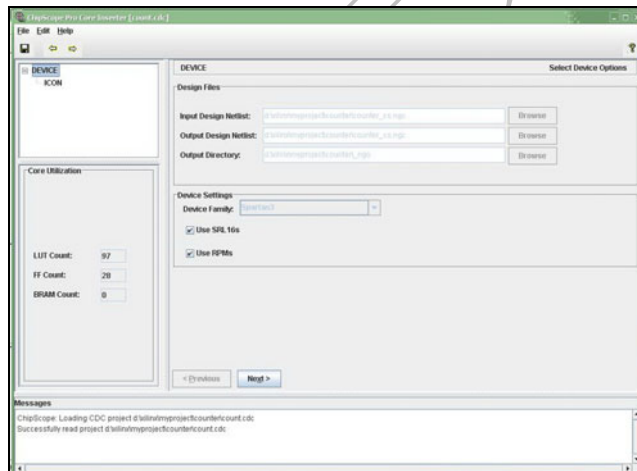 ChipScope Pro Core Inserter [count.cdc]
File Edit Help
DEVICE
ICON
DEVICE
Select Device Options
Design Files
Input Design Netlist:
Browse
Output Design Netlist:
Browse
Output Directory:
Browse
Device Settings
Device Family: Spartan3
Use SRL16s
Use RPMs
Core Utilization
LUT Count: 97
FF Count: 28
BRAM Count: 0
< Previous
Next >
Messages
ChipScope: Loading CDC project d:\xilinx\myproject\counter\count.cdc
Successfully read project d:\xilinx\myproject\counter\count.cdc